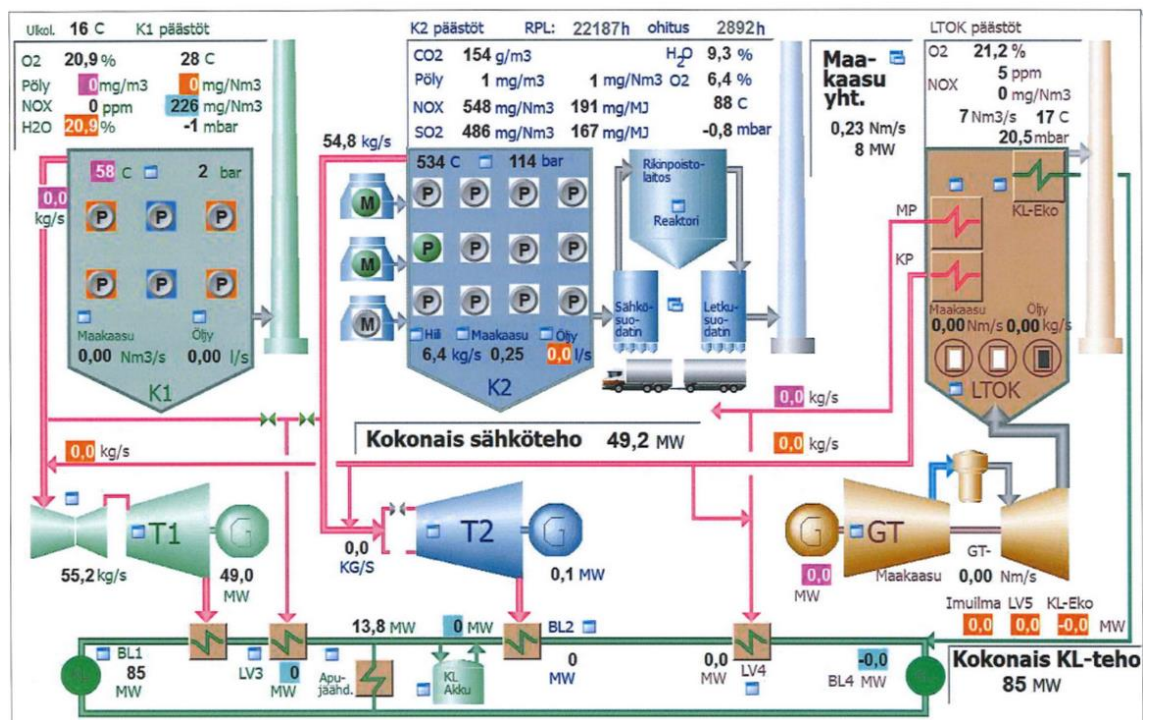 Ulkol. 16 C K1 päästöt
O2 20,9 % 28 C
Pöly 0 mg/m3 0 mg/Nm3
NOX 0 ppm 226 mg/Nm3
H2O 20,9 % -1 mbar
K2 päästöt RPL: 22187h ohitus 2892h
CO2 154 g/m3 H2O 9,3 %
Pöly 1 mg/m3 1 mg/Nm3 O2 6,4 %
NOX 548 mg/Nm3 191 mg/MJ 88 C
SO2 486 mg/Nm3 167 mg/MJ -0,8 mbar
Maa-
kaasu
yht.
0,23 Nm/s
8 MW
LTOK päästöt
O2 21,2 %
NOX 5 ppm
0 mg/Nm3
7 Nm3/s 17 C
20,5 mbar
58 C 2 bar
0,0
kg/s
P P P
P P P
Maakaasu Öljy
0,00 Nm3/s 0,00 l/s
K1
54,8 kg/s
534 C 114 bar
M P P P P
M P P P P
M P P P P
Hiili Maakaasu Öljy
6,4 kg/s 0,25 0,0 l/s
K2
Rikinpoisto-
laitos
Reaktori
Sähkö-
suo-
datin
Letku-
suo-
datin
KL-Eko
MP
KP
Maakaasu Öljy
0,00 Nm/s 0,00 kg/s
LTOK
0,0 kg/s
Kokonais sähköteho 49,2 MW
0,0 kg/s
0,0 kg/s
T1 G
55,2 kg/s 49,0
MW
T2 G
0,0
KG/S
0,1 MW
G GT
0,0
MW
Maakaasu
GT-
0,00 Nm/s
Imuilma LV5 KL-Eko
0,0 0,0 -0,0 MW
BL1
85
MW
LV3 0
MW
Apu-
jäähd.
13,8 MW
0 MW
KL
Akku
BL2
0
MW
0,0
MW
LV4
-0,0
BL4 MW
Kokonais KL-teho
85 MW